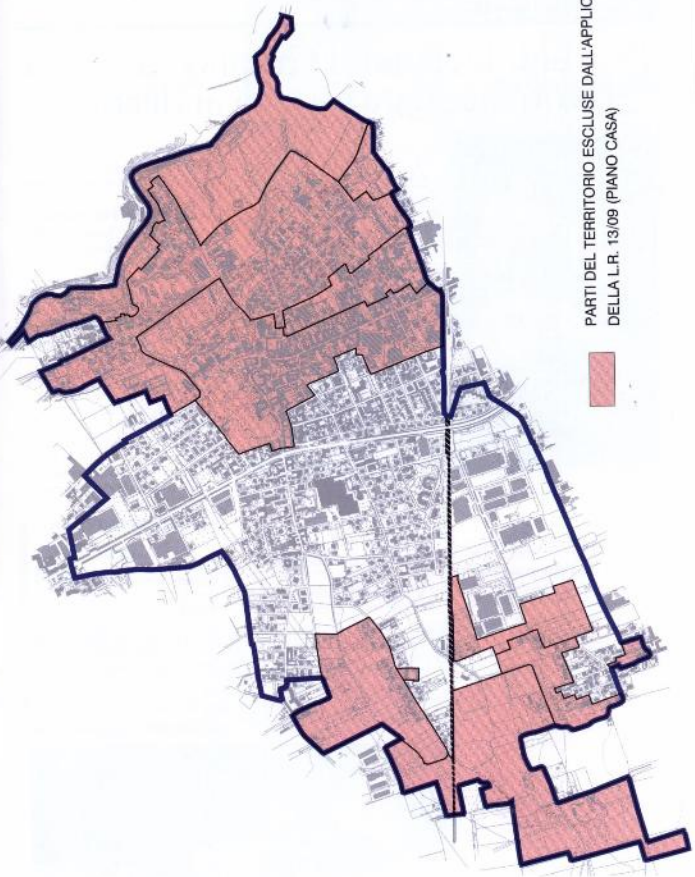 PARTI DEL TERRITORIO ESCLUSE DALL'APPLIC
DELLA L.R. 13/09 (PIANO CASA)